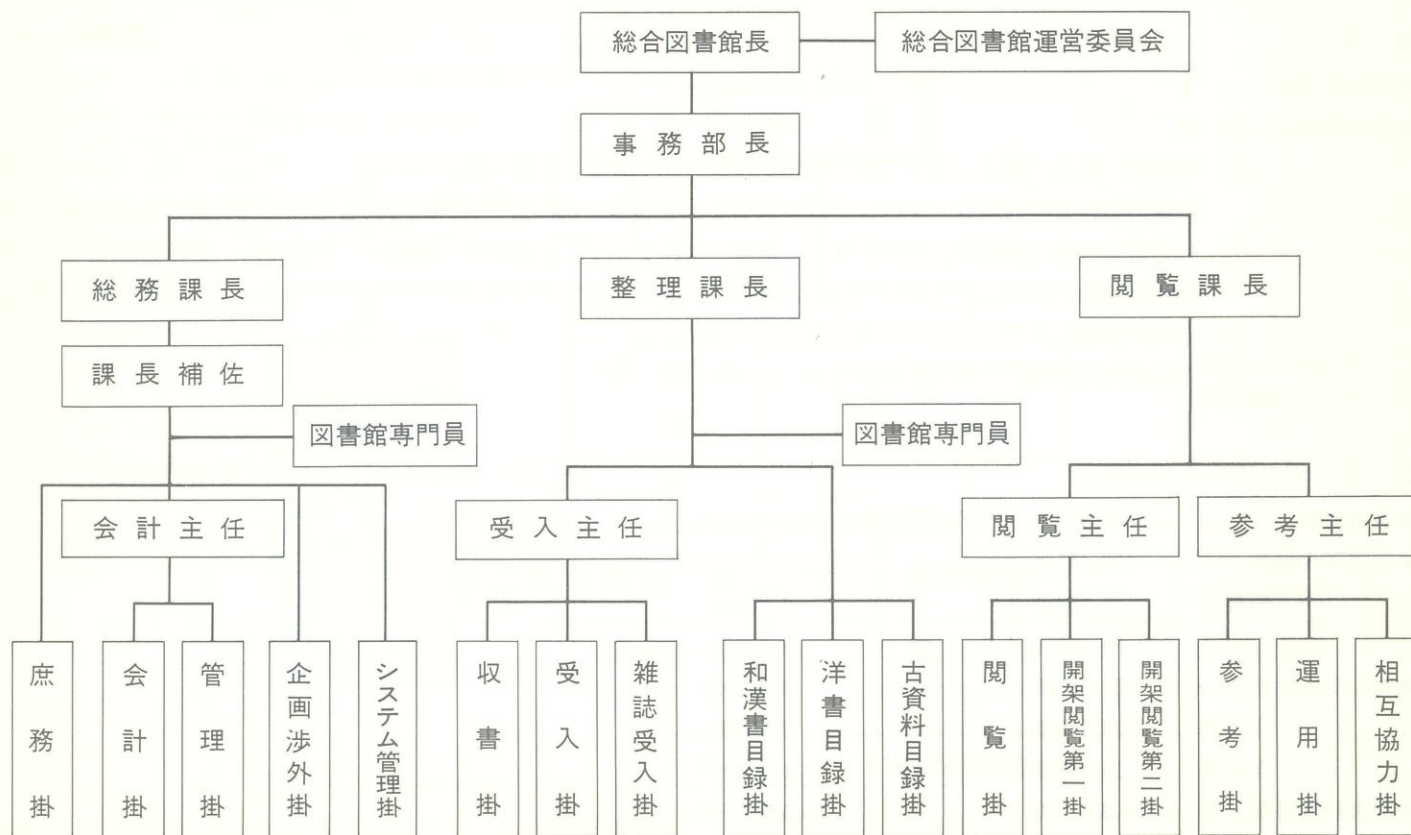 総合図書館長
総合図書館運営委員会
事務部長
総務課長
整理課長
閲覧課長
課長補佐
図書館専門員
図書館専門員
会計主任
受入主任
閲覧主任
参考主任
庶務掛
会計掛
管理掛
企画渉外掛
システム管理掛
収書掛
受入掛
雑誌受入掛
和漢書目録掛
洋書目録掛
古資料目録掛
閲覧掛
開架閲覧第一掛
開架閲覧第二掛
参考掛
運用掛
相互協力掛